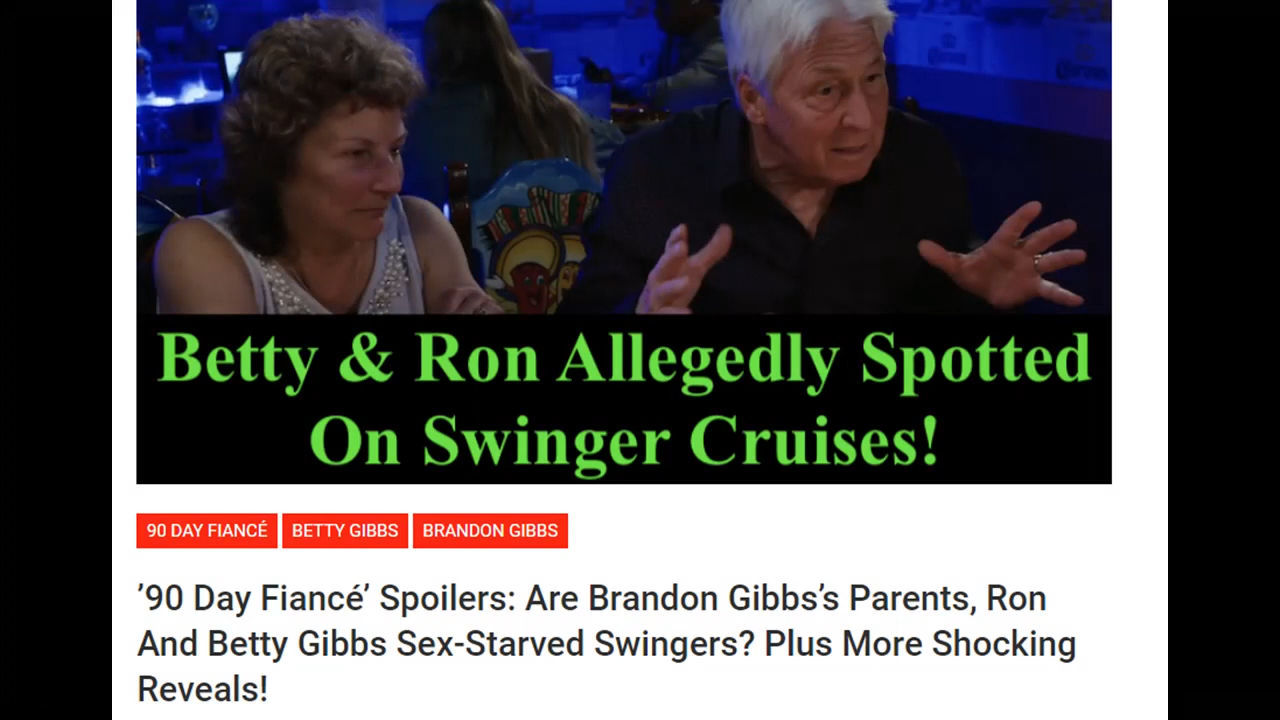 Betty & Ron Allegedly Spotted
On Swinger Cruises!
90 DAY FIANCÉ BETTY GIBBS BRANDON GIBBS
’90 Day Fiancé’ Spoilers: Are Brandon Gibbs’s Parents, Ron
And Betty Gibbs Sex-Starved Swingers? Plus More Shocking
Reveals!